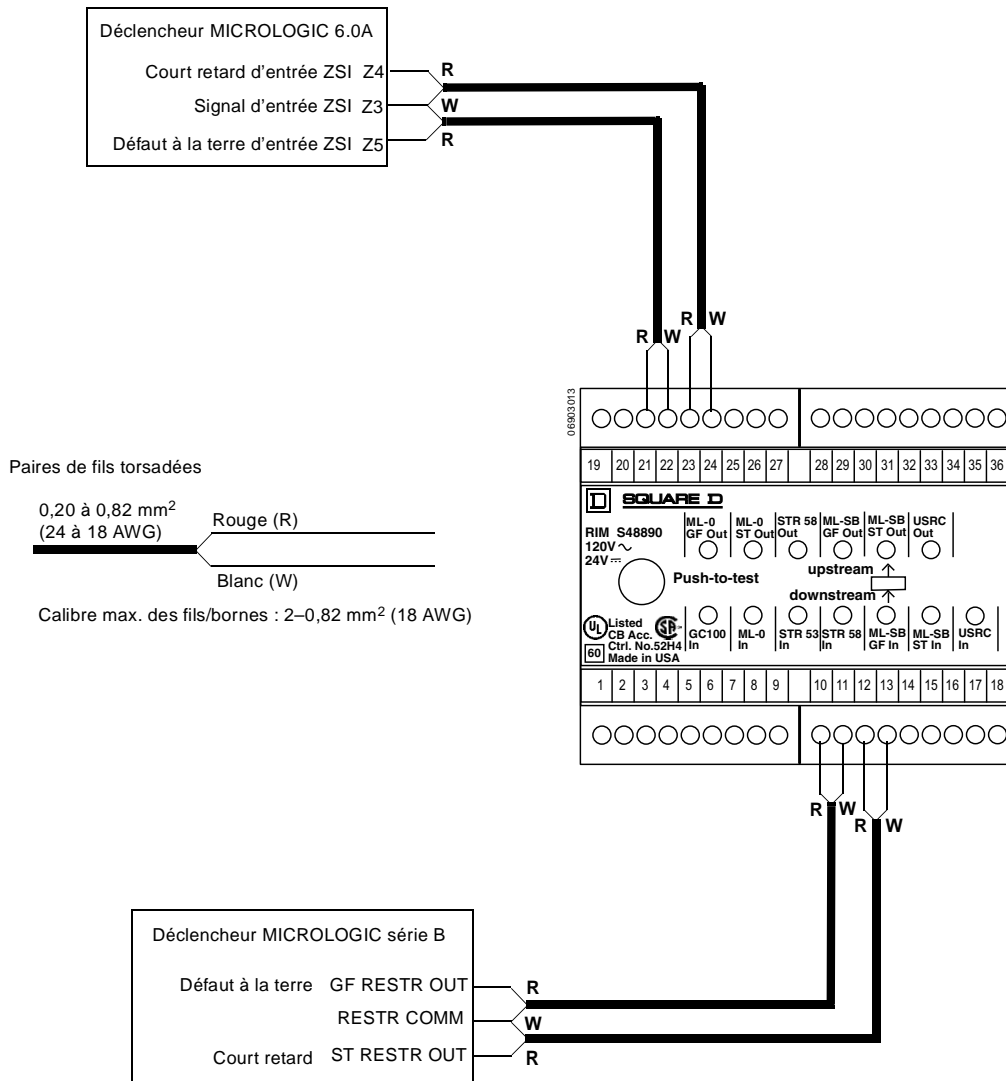 Déclencheur MICROLOGIC 6.0A
Court retard d'entrée ZSI Z4
Signal d'entrée ZSI Z3
Défaut à la terre d'entrée ZSI Z5
R
W
R
R W
R W
06903013
19 20 21 22 23 24 25 26 27 28 29 30 31 32 33 34 35 36
Paires de fils torsadées
0,20 à 0,82 mm²
(24 à 18 AWG)
Rouge (R)
Blanc (W)
Calibre max. des fils/bornes : 2–0,82 mm² (18 AWG)
D SQUARE D
RIM S48890
120V ~
24V ⎓
ML-0 GF Out
ML-0 ST Out
STR 58 Out
ML-SB GF Out
ML-SB ST Out
USRC Out
Push-to-test
upstream
downstream
UL Listed
CB Acc.
Ctrl. No.52H4
60 Made in USA
SA
GC100 In
ML-0 In
STR 53 In
STR 58 In
ML-SB GF In
ML-SB ST In
USRC In
1 2 3 4 5 6 7 8 9 10 11 12 13 14 15 16 17 18
R W
R W
Déclencheur MICROLOGIC série B
Défaut à la terre GF RESTR OUT
RESTR COMM
Court retard ST RESTR OUT
R
W
R